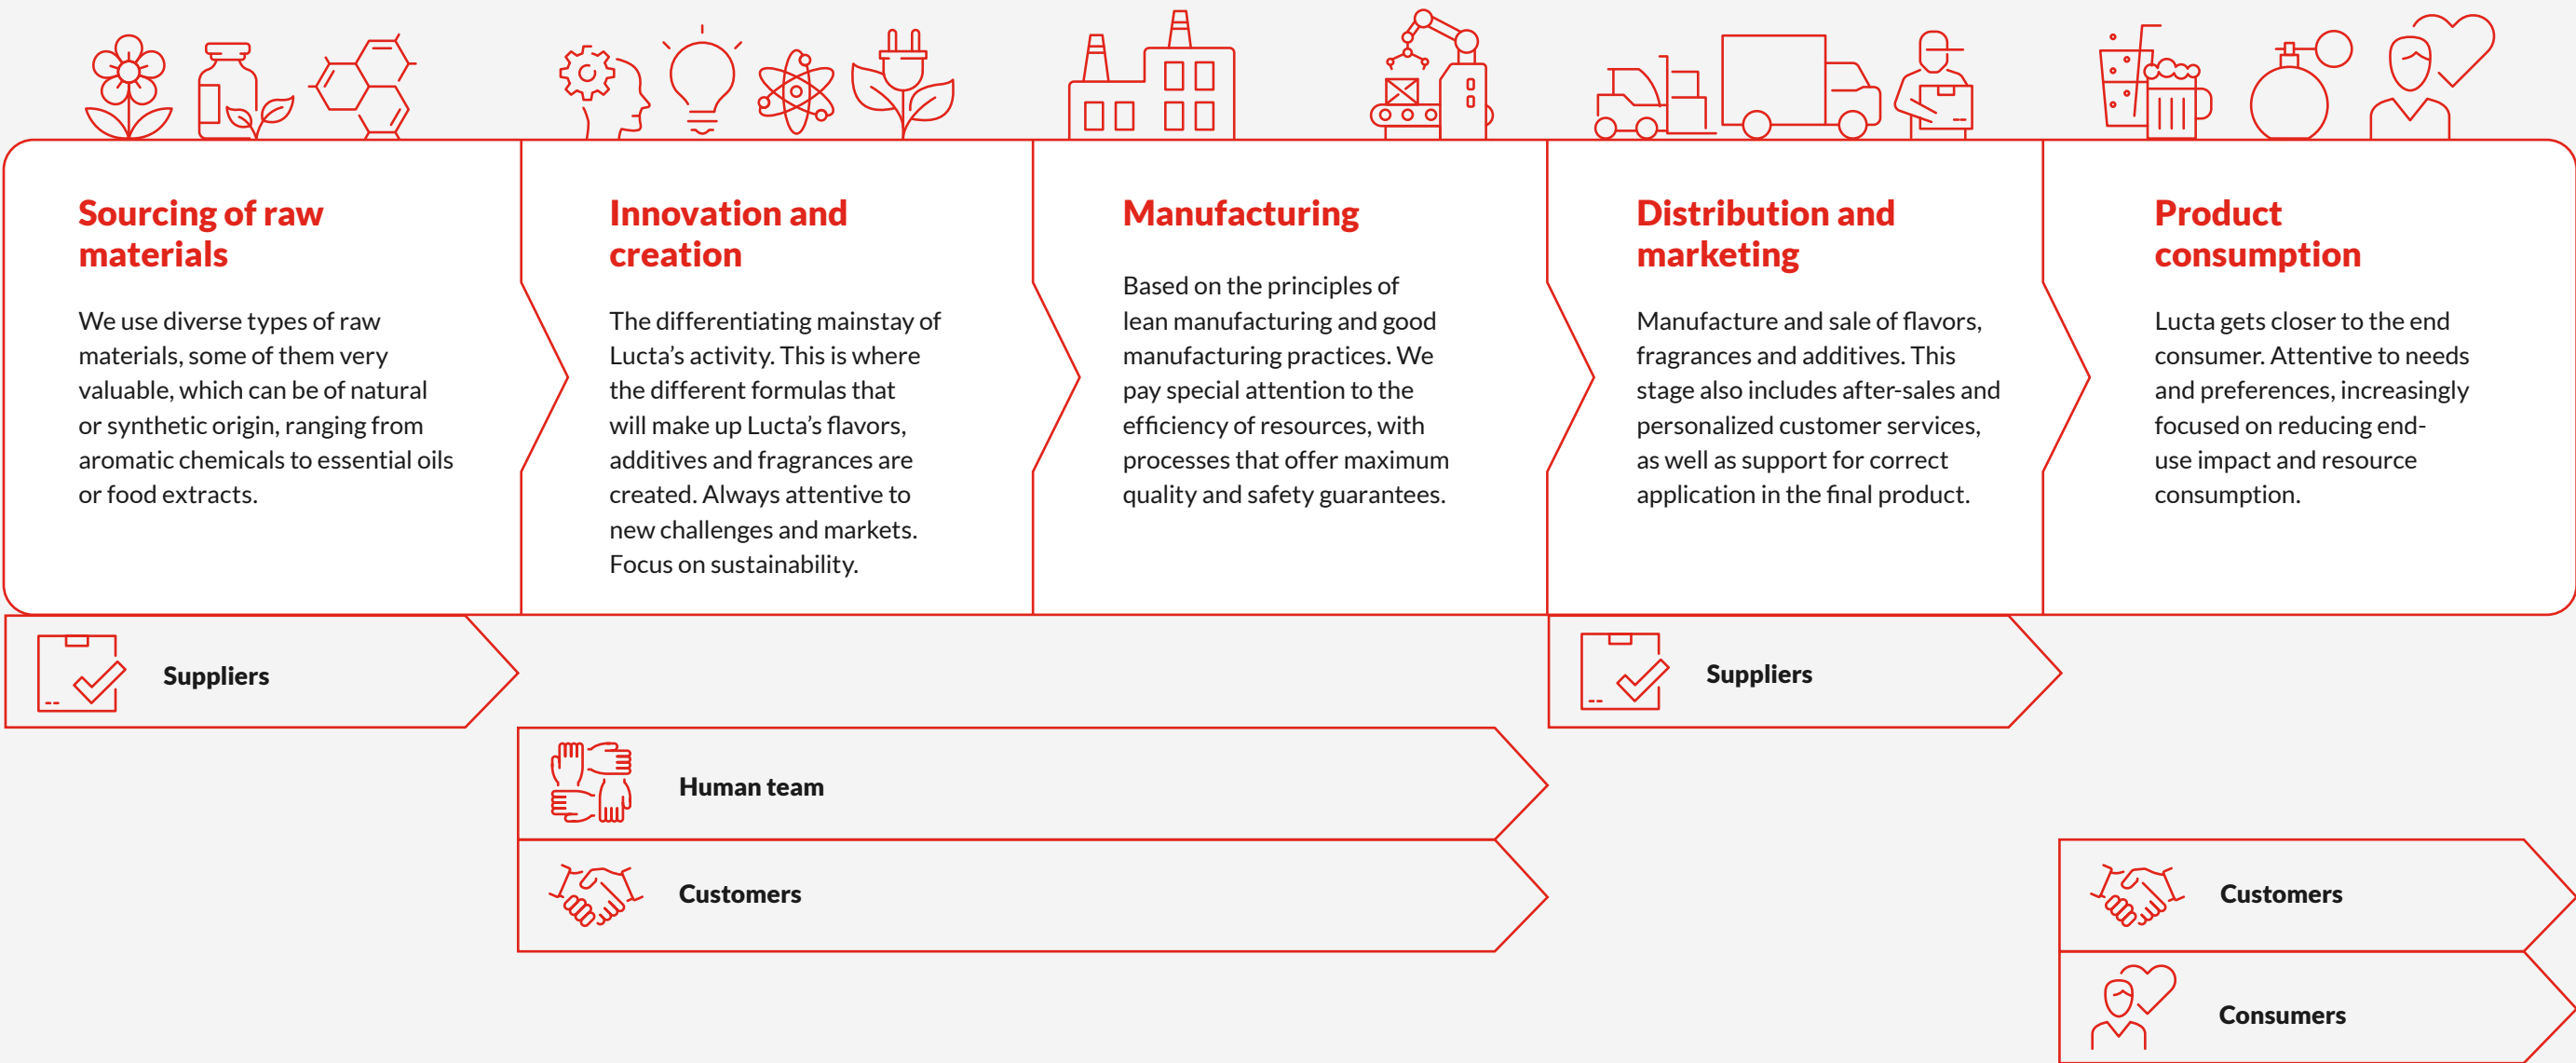 Sourcing of raw
materials
We use diverse types of raw
materials, some of them very
valuable, which can be of natural
or synthetic origin, ranging from
aromatic chemicals to essential oils
or food extracts.
Innovation and
creation
The differentiating mainstay of
Lucta’s activity. This is where
the different formulas that
will make up Lucta’s flavors,
additives and fragrances are
created. Always attentive to
new challenges and markets.
Focus on sustainability.
Manufacturing
Based on the principles of
lean manufacturing and good
manufacturing practices. We
pay special attention to the
efficiency of resources, with
processes that offer maximum
quality and safety guarantees.
Distribution and
marketing
Manufacture and sale of flavors,
fragrances and additives. This
stage also includes after-sales and
personalized customer services,
as well as support for correct
application in the final product.
Product
consumption
Lucta gets closer to the end
consumer. Attentive to needs
and preferences, increasingly
focused on reducing end-
use impact and resource
consumption.
Suppliers
Suppliers
Human team
Customers
Customers
Consumers